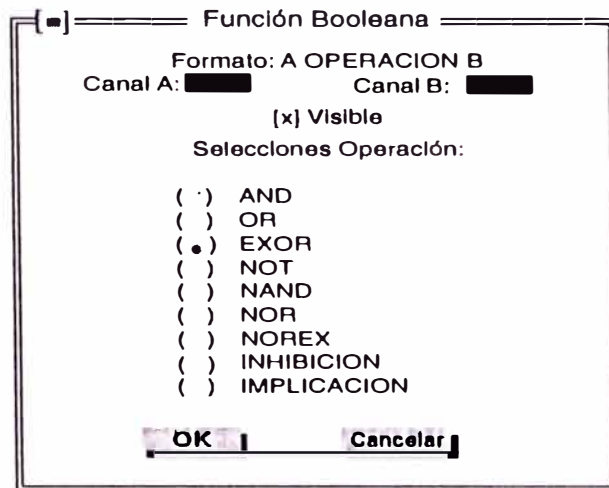 [■] Función Booleana
Formato: A OPERACION B
Canal A: Canal B:
[x] Visible
Selecciones Operación:
( ) AND
( ) OR
( • ) EXOR
( ) NOT
( ) NAND
( ) NOR
( ) NOREX
( ) INHIBICION
( ) IMPLICACION
OK Cancelar